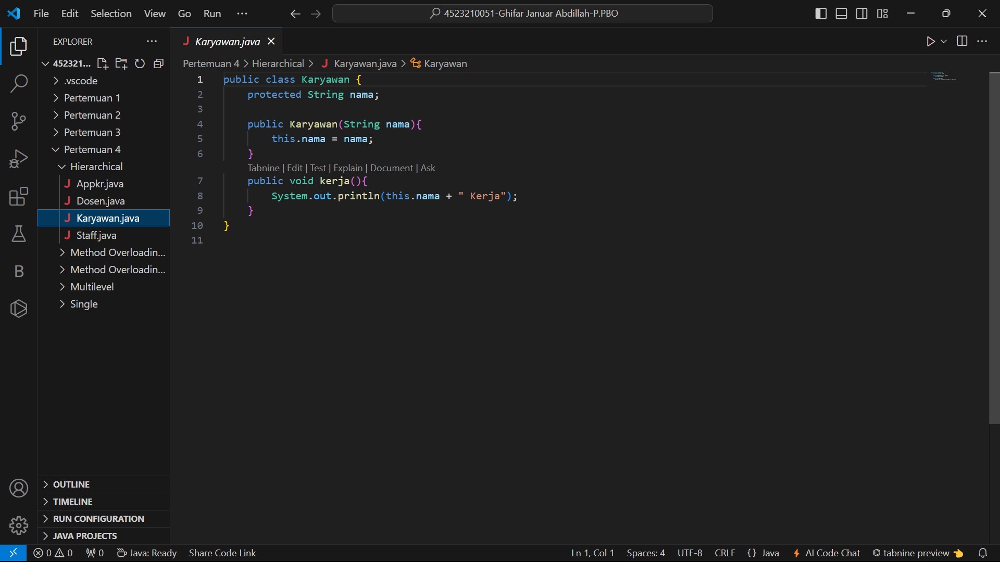 File Edit Selection View Go Run ...
4523210051-Ghifar Januar Abdillah-P.PBO
EXPLORER
452321...
.vscode
Pertemuan 1
Pertemuan 2
Pertemuan 3
Pertemuan 4
Hierarchical
Appkr.java
Dosen.java
Karyawan.java
Staff.java
Method Overloadin...
Method Overloadin...
Multilevel
Single
OUTLINE
TIMELINE
RUN CONFIGURATION
JAVA PROJECTS
Karyawan.java
Pertemuan 4 > Hierarchical > Karyawan.java > Karyawan
1 public class Karyawan {
2 protected String nama;
3
4 public Karyawan(String nama){
5 this.nama = nama;
6 }
Tabnine | Edit | Test | Explain | Document | Ask
7 public void kerja(){
8 System.out.println(this.nama + " Kerja");
9 }
10 }
11
0 0 0 Java: Ready Share Code Link Ln 1, Col 1 Spaces: 4 UTF-8 CRLF {} Java AI Code Chat tabnine preview